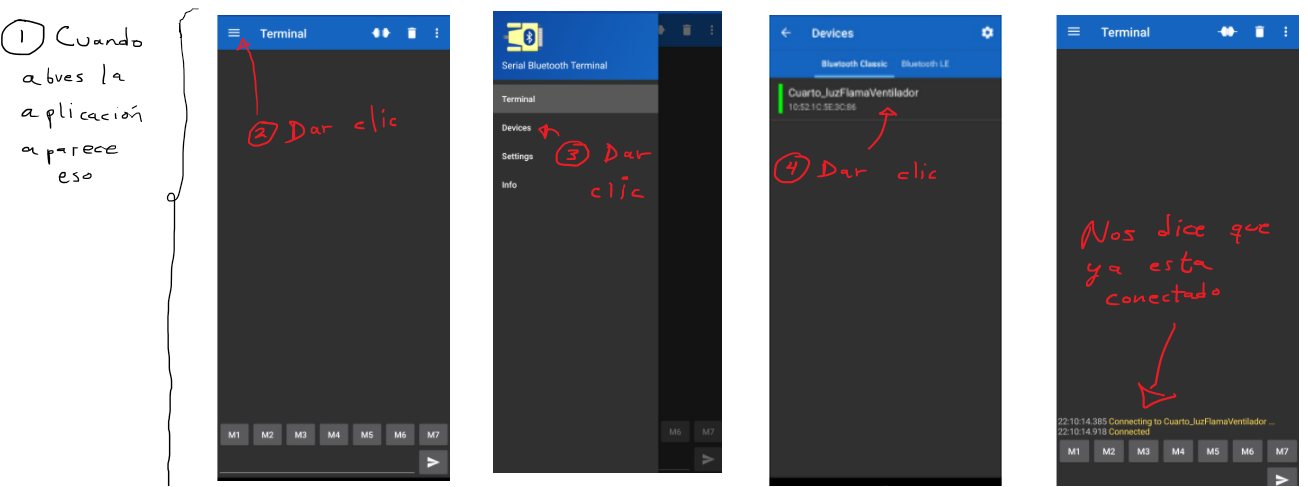 1 Cuando
abres la
aplicación
aparece
eso
Terminal
2 Dar clic
M1 M2 M3 M4 M5 M6 M7
Serial Bluetooth Terminal
Terminal
Devices
Settings
Info
3 Dar
clic
M6 M7
Devices
Bluetooth Classic Bluetooth LE
Cuarto_luzFlamaVentilador
10:52:1C:5E:3C:86
4 Dar clic
Terminal
Nos dice que
ya esta
conectado
22:10:14.385 Connecting to Cuarto_luzFlamaVentilador ...
22:10:14.918 Connected
M1 M2 M3 M4 M5 M6 M7